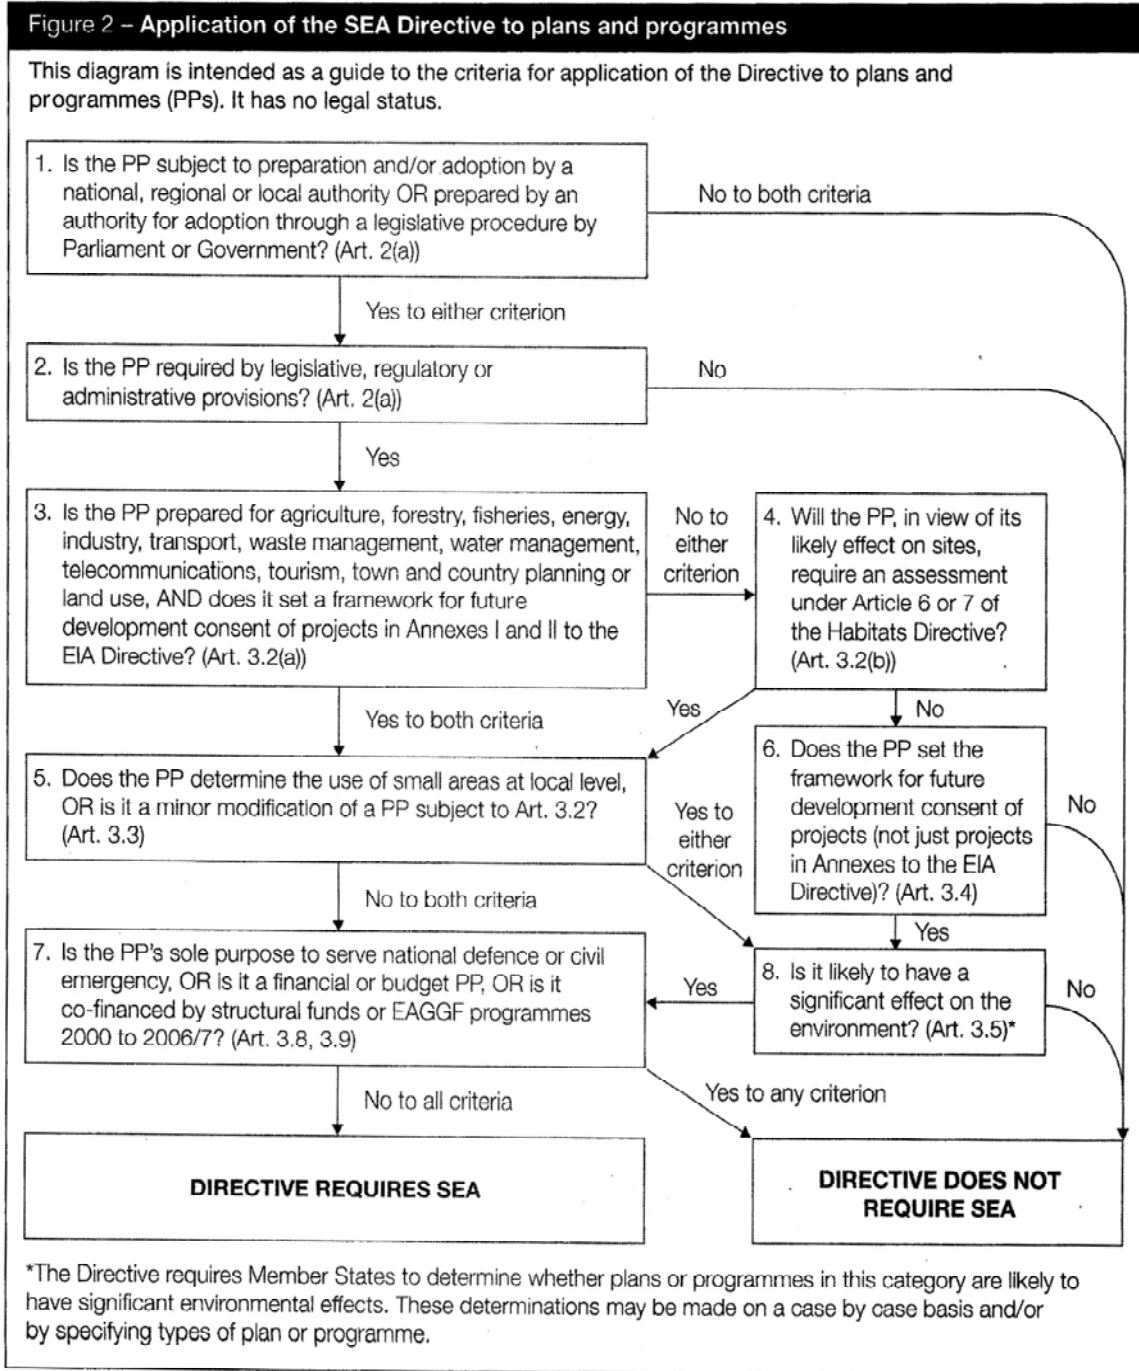 Figure 2 – Application of the SEA Directive to plans and programmes
This diagram is intended as a guide to the criteria for application of the Directive to plans and
programmes (PPs). It has no legal status.
1. Is the PP subject to preparation and/or adoption by a
national, regional or local authority OR prepared by an
authority for adoption through a legislative procedure by
Parliament or Government? (Art. 2(a))
No to both criteria
Yes to either criterion
2. Is the PP required by legislative, regulatory or
administrative provisions? (Art. 2(a))
No
Yes
3. Is the PP prepared for agriculture, forestry, fisheries, energy,
industry, transport, waste management, water management,
telecommunications, tourism, town and country planning or
land use, AND does it set a framework for future
development consent of projects in Annexes I and II to the
EIA Directive? (Art. 3.2(a))
No to
either
criterion
4. Will the PP, in view of its
likely effect on sites,
require an assessment
under Article 6 or 7 of
the Habitats Directive?
(Art. 3.2(b))
Yes to both criteria
Yes
No
5. Does the PP determine the use of small areas at local level,
OR is it a minor modification of a PP subject to Art. 3.2?
(Art. 3.3)
Yes to
either
criterion
6. Does the PP set the
framework for future
development consent of
projects (not just projects
in Annexes to the EIA
Directive)? (Art. 3.4)
No
No to both criteria
Yes
7. Is the PP's sole purpose to serve national defence or civil
emergency, OR is it a financial or budget PP, OR is it
co-financed by structural funds or EAGGF programmes
2000 to 2006/7? (Art. 3.8, 3.9)
Yes
8. Is it likely to have a
significant effect on the
environment? (Art. 3.5)*
No
No to all criteria
Yes to any criterion
DIRECTIVE REQUIRES SEA
DIRECTIVE DOES NOT
REQUIRE SEA
*The Directive requires Member States to determine whether plans or programmes in this category are likely to
have significant environmental effects. These determinations may be made on a case by case basis and/or
by specifying types of plan or programme.